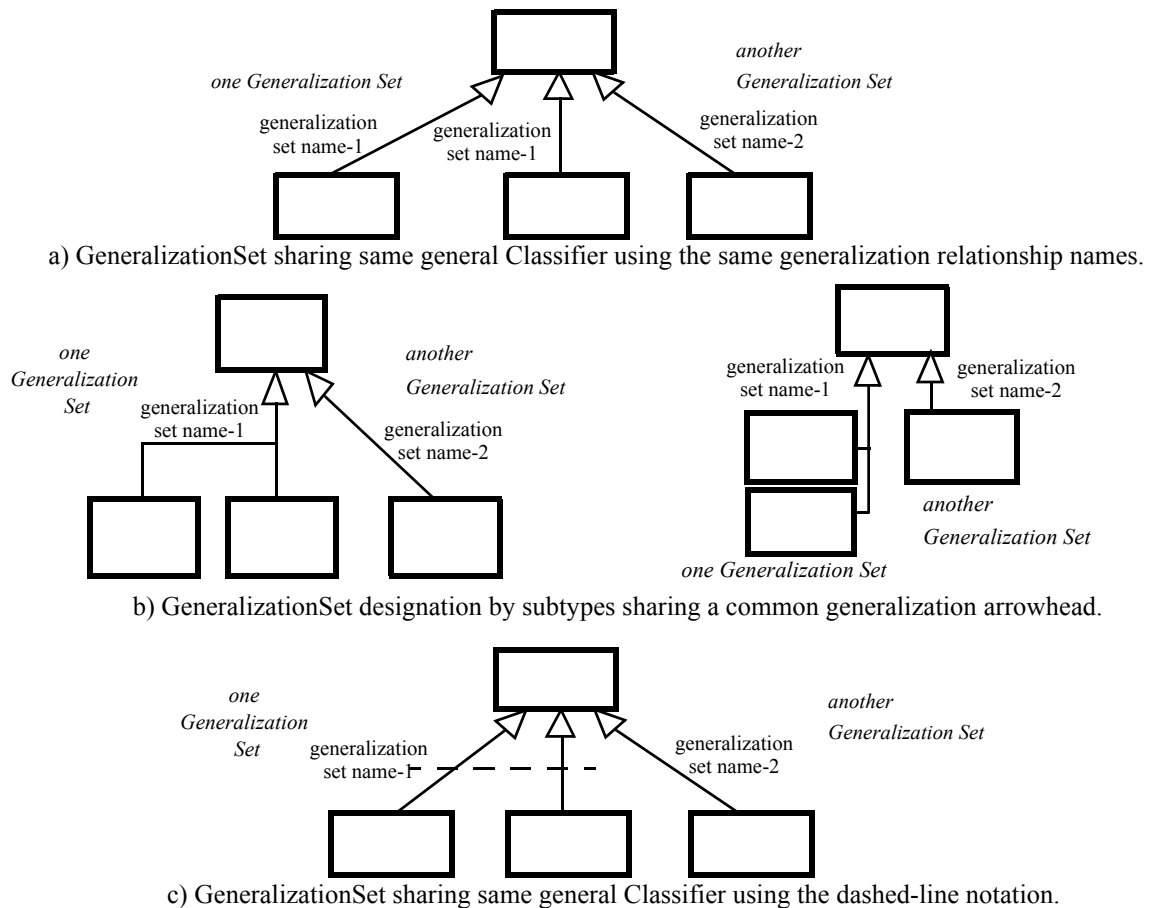 another
Generalization Set
one Generalization Set
generalization
set name-1
generalization
set name-1
generalization
set name-2
a) GeneralizationSet sharing same general Classifier using the same generalization relationship names.
one
Generalization
Set
another
Generalization Set
generalization
set name-1
generalization
set name-2
generalization
set name-1
generalization
set name-2
another
Generalization Set
one Generalization Set
b) GeneralizationSet designation by subtypes sharing a common generalization arrowhead.
one
Generalization
Set
another
Generalization Set
generalization
set name-1
generalization
set name-2
c) GeneralizationSet sharing same general Classifier using the dashed-line notation.